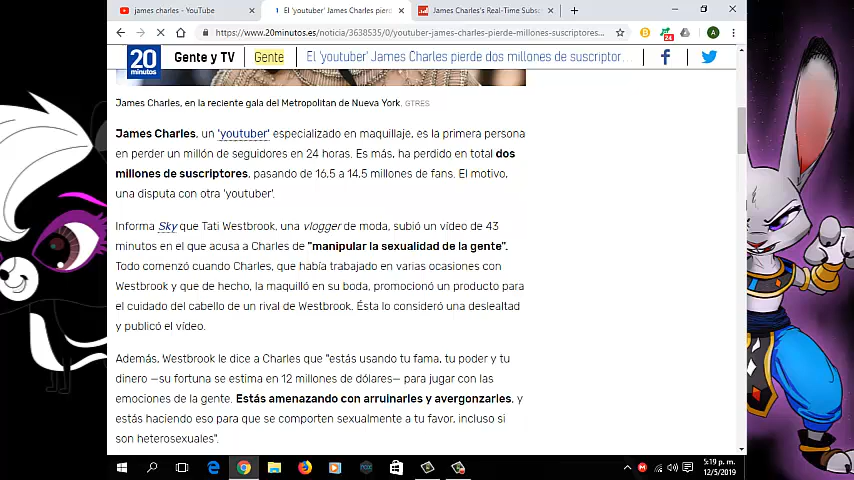 james charles - YouTube
El 'youtuber' James Charles pierd
James Charles's Real-Time Subsc
https://www.20minutos.es/noticia/3638535/0/youtuber-james-charles-pierde-millones-suscriptores...
24
A
20 minutos
Gente y TV
Gente
El 'youtuber' James Charles pierde dos millones de suscriptor...
James Charles, en la reciente gala del Metropolitan de Nueva York. GTRES
James Charles, un 'youtuber' especializado en maquillaje, es la primera persona
en perder un millón de seguidores en 24 horas. Es más, ha perdido en total dos
millones de suscriptores, pasando de 16,5 a 14,5 millones de fans. El motivo,
una disputa con otra 'youtuber'.
Informa Sky que Tati Westbrook, una vlogger de moda, subió un vídeo de 43
minutos en el que acusa a Charles de "manipular la sexualidad de la gente".
Todo comenzó cuando Charles, que había trabajado en varias ocasiones con
Westbrook y que de hecho, la maquilló en su boda, promocionó un producto para
el cuidado del cabello de un rival de Westbrook. Ésta lo consideró una deslealtad
y publicó el vídeo.
Además, Westbrook le dice a Charles que "estás usando tu fama, tu poder y tu
dinero —su fortuna se estima en 12 millones de dólares— para jugar con las
emociones de la gente. Estás amenazando con arruinarles y avergonzarles, y
estás haciendo eso para que se comporten sexualmente a tu favor, incluso si
son heterosexuales".
5:19 p. m.
12/5/2019